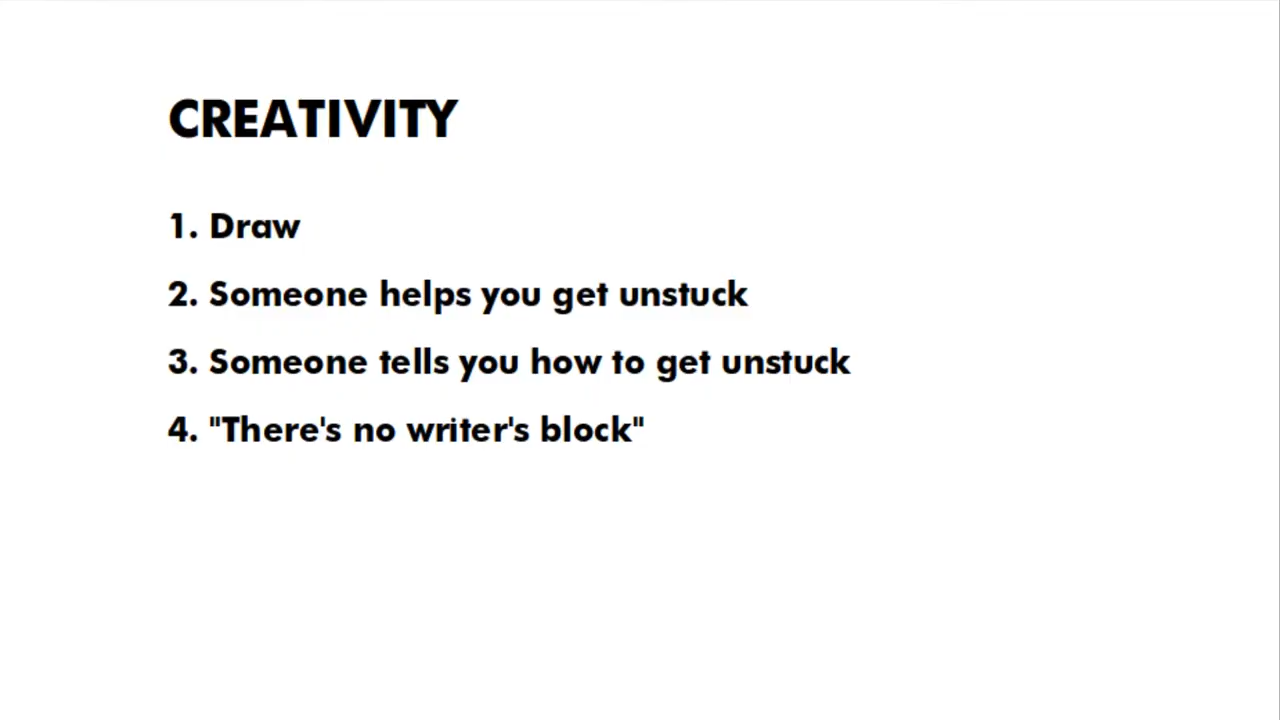 CREATIVITY
1. Draw
2. Someone helps you get unstuck
3. Someone tells you how to get unstuck
4. "There's no writer's block"